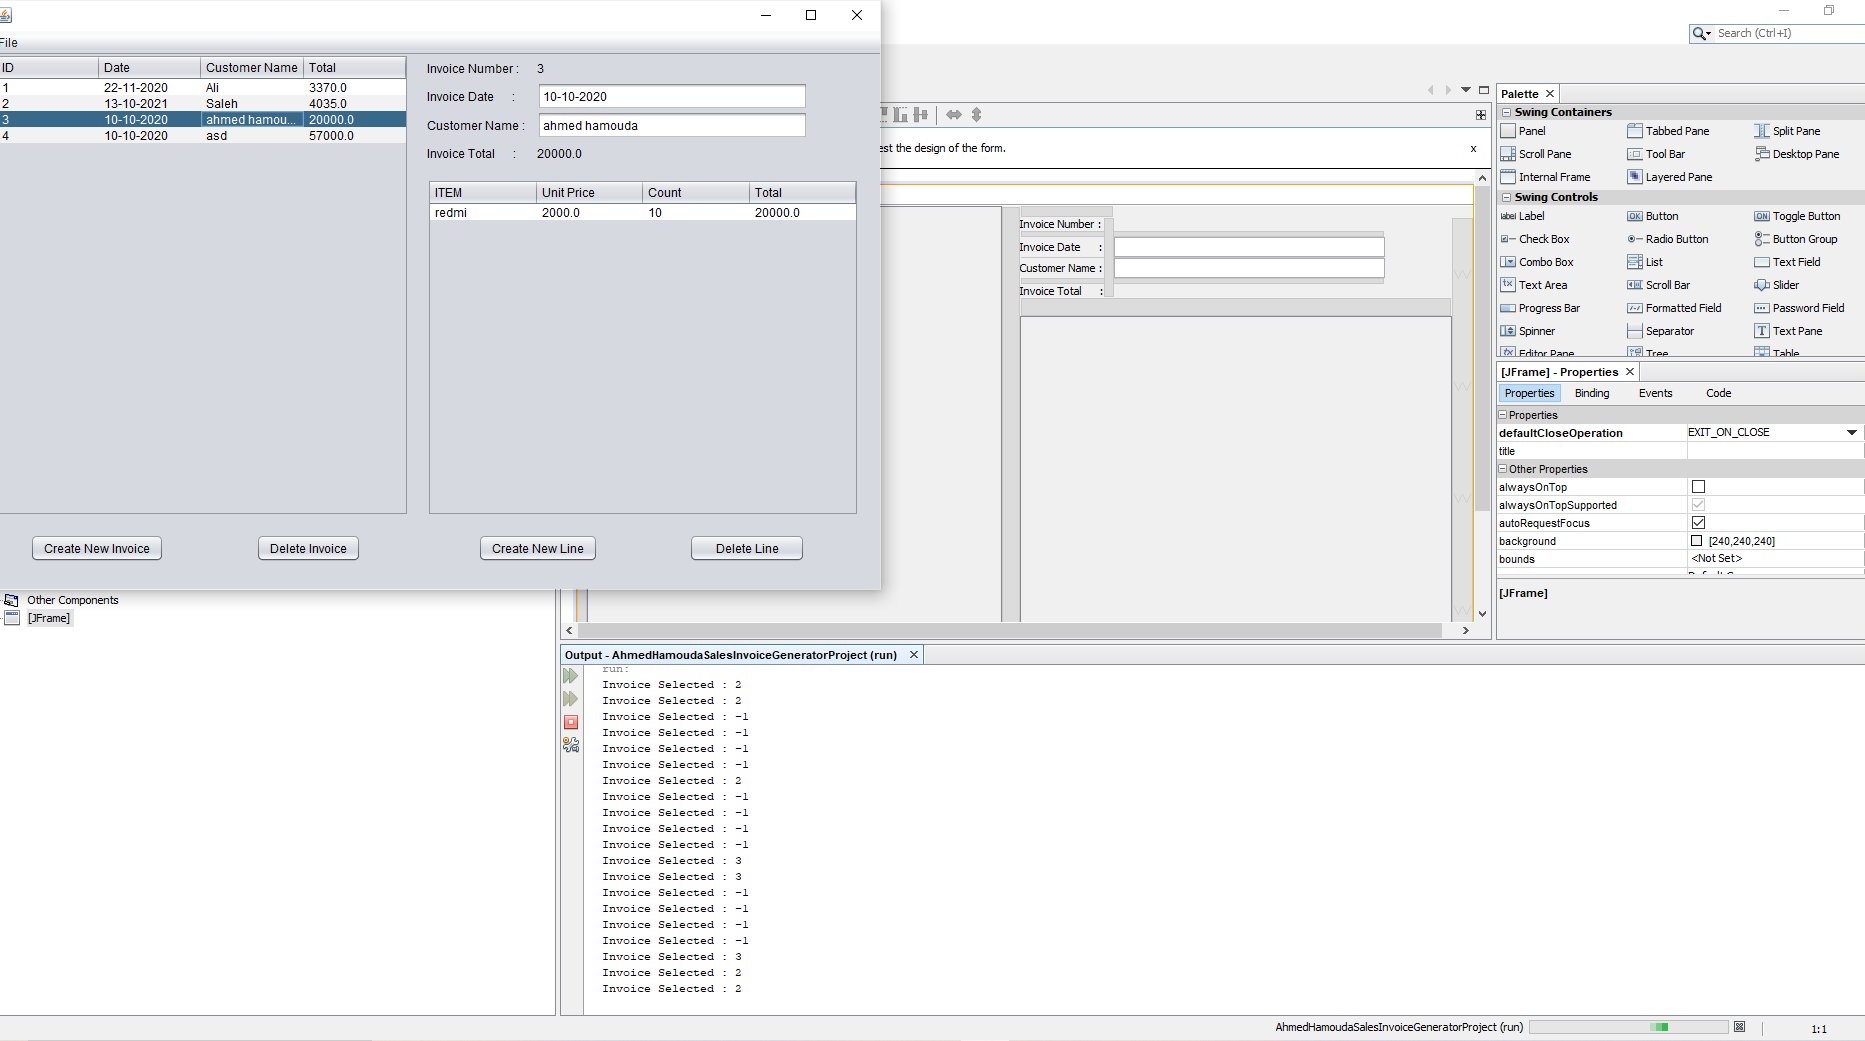 File
ID Date Customer Name Total
1 22-11-2020 Ali 3370.0
2 13-10-2021 Saleh 4035.0
3 10-10-2020 ahmed hamou... 20000.0
4 10-10-2020 asd 57000.0
Invoice Number : 3
Invoice Date : 10-10-2020
Customer Name : ahmed hamouda
Invoice Total : 20000.0
ITEM Unit Price Count Total
redmi 2000.0 10 20000.0
Create New Invoice Delete Invoice Create New Line Delete Line
Other Components
[JFrame]
Search (Ctrl+I)
est the design of the form. x
Invoice Number :
Invoice Date :
Customer Name :
Invoice Total :
Palette
Swing Containers
Panel Tabbed Pane Split Pane
Scroll Pane Tool Bar Desktop Pane
Internal Frame Layered Pane
Swing Controls
label Label OK Button ON Toggle Button
Check Box Radio Button Button Group
Combo Box List Text Field
Text Area Scroll Bar Slider
Progress Bar Formatted Field Password Field
Spinner Separator Text Pane
Editor Pane Tree Table
[JFrame] - Properties
Properties Binding Events Code
Properties
defaultCloseOperation EXIT_ON_CLOSE
title
Other Properties
alwaysOnTop
alwaysOnTopSupported
autoRequestFocus
background [240,240,240]
bounds <Not Set>
[JFrame]
Output - AhmedHamoudaSalesInvoiceGeneratorProject (run)
run:
Invoice Selected : 2
Invoice Selected : 2
Invoice Selected : -1
Invoice Selected : -1
Invoice Selected : -1
Invoice Selected : -1
Invoice Selected : 2
Invoice Selected : -1
Invoice Selected : -1
Invoice Selected : -1
Invoice Selected : -1
Invoice Selected : 3
Invoice Selected : 3
Invoice Selected : -1
Invoice Selected : -1
Invoice Selected : -1
Invoice Selected : -1
Invoice Selected : 3
Invoice Selected : 2
Invoice Selected : 2
AhmedHamoudaSalesInvoiceGeneratorProject (run) 1:1